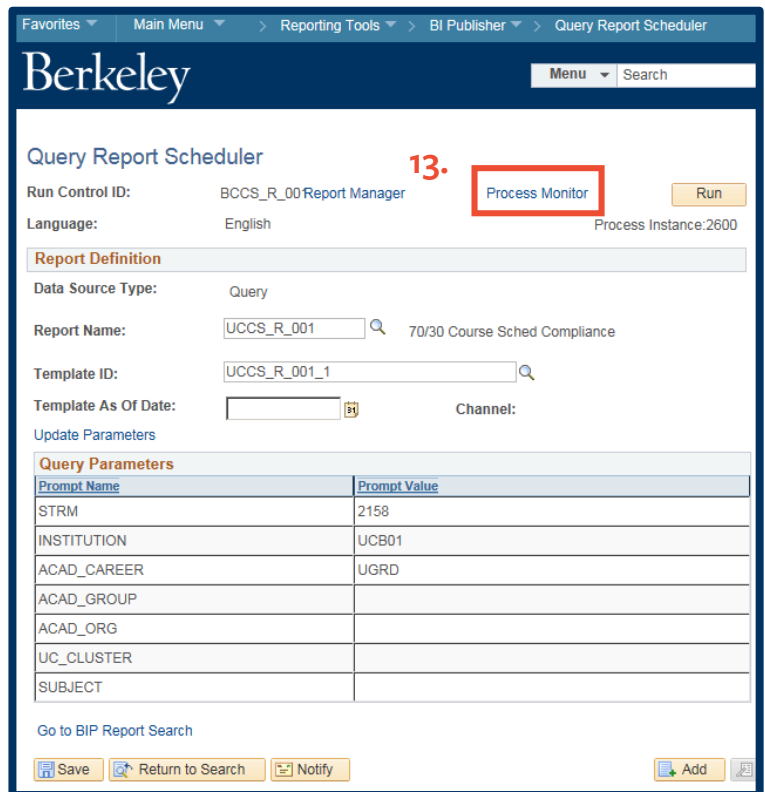 Favorites Main Menu > Reporting Tools > BI Publisher > Query Report Scheduler
Berkeley
Menu Search
Query Report Scheduler
13.
Run Control ID: BCCS_R_001 Report Manager Process Monitor Run
Language: English Process Instance:2600
Report Definition
Data Source Type: Query
Report Name: UCCS_R_001 70/30 Course Sched Compliance
Template ID: UCCS_R_001_1
Template As Of Date: 31 Channel:
Update Parameters
Query Parameters
Prompt Name Prompt Value
STRM 2158
INSTITUTION UCB01
ACAD_CAREER UGRD
ACAD_GROUP
ACAD_ORG
UC_CLUSTER
SUBJECT
Go to BIP Report Search
Save Return to Search Notify Add